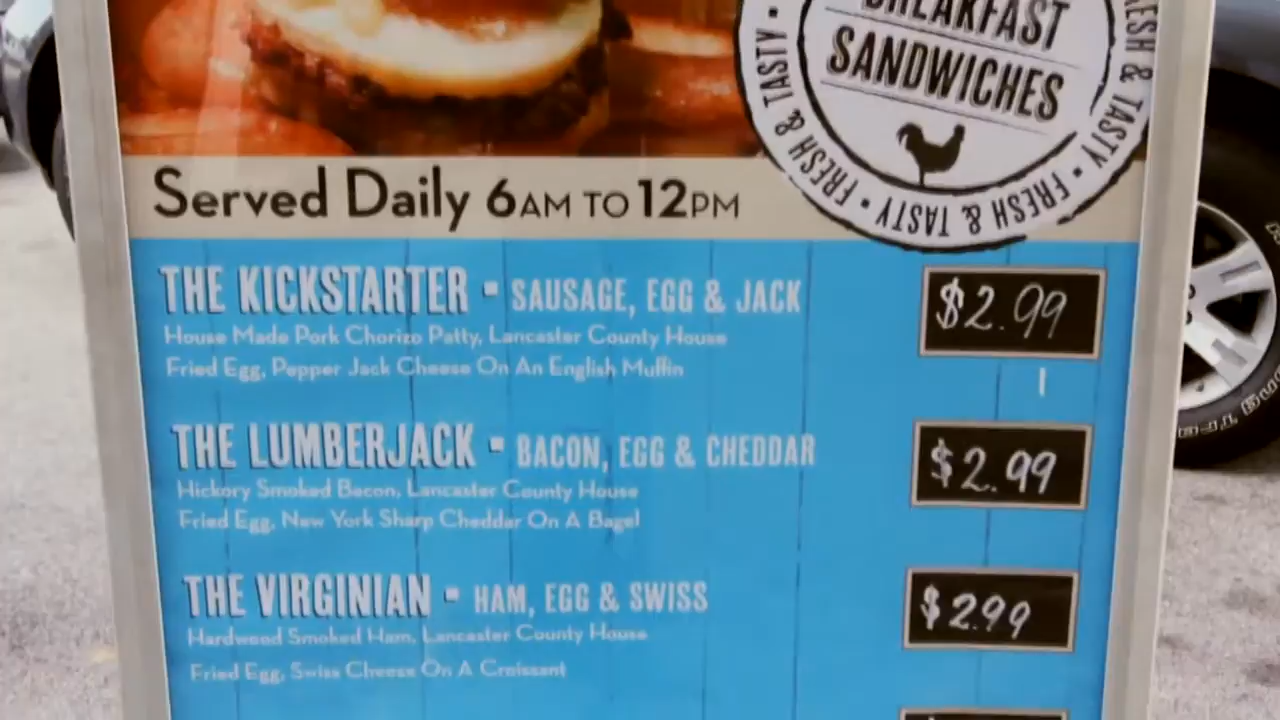 BREAKFAST
SANDWICHES
FRESH & TASTY • FRESH & TASTY • FRESH & TASTY
Served Daily 6AM TO 12PM
THE KICKSTARTER - SAUSAGE, EGG & JACK
$2.99
House Made Pork Chorizo Patty, Lancaster County House
Fried Egg, Pepper Jack Cheese On An English Muffin
THE LUMBERJACK - BACON, EGG & CHEDDAR
$2.99
Hickory Smoked Bacon, Lancaster County House
Fried Egg, New York Sharp Cheddar On A Bagel
THE VIRGINIAN - HAM, EGG & SWISS
$2.99
Hardwood Smoked Ham, Lancaster County House
Fried Egg, Swiss Cheese On A Croissant